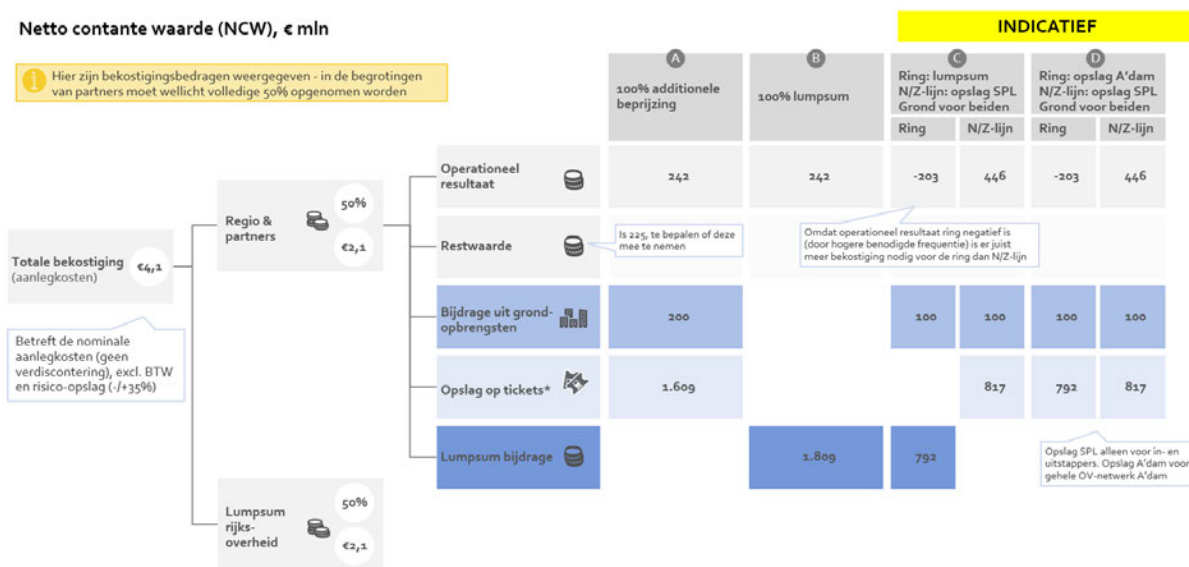 Netto contante waarde (NCW), € mln
INDICATIEF
Hier zijn bekostigingsbedragen weergegeven - in de begrotingen
van partners moet wellicht volledige 50% opgenomen worden
A
B
C
D
100% additionele
beprijzing
100% lumpsum
Ring: lumpsum
N/Z-lijn: opslag SPL
Grond voor beiden
Ring: opslag A'dam
N/Z-lijn: opslag SPL
Grond voor beiden
Ring
N/Z-lijn
Ring
N/Z-lijn
Operationeel
resultaat
242
242
-203
446
-203
446
Regio &
partners
50%
€2,1
Restwaarde
Is 225, te bepalen of deze
mee te nemen
Omdat operationeel resultaat ring negatief is
(door hogere benodigde frequentie) is er juist
meer bekostiging nodig voor de ring dan N/Z-lijn
Totale bekostiging
(aanlegkosten)
€4,1
Bijdrage uit grond-
opbrengsten
200
100
100
100
100
Betreft de nominale
aanlegkosten (geen
verdiscontering), excl. BTW
en risico-opslag (-/+35%)
Opslag op tickets*
1.609
817
792
817
Lumpsum bijdrage
1.809
792
Opslag SPL alleen voor in- en
uitstappers. Opslag A'dam voor
gehele OV-netwerk A'dam
Lumpsum
rijks-
overheid
50%
€2,1